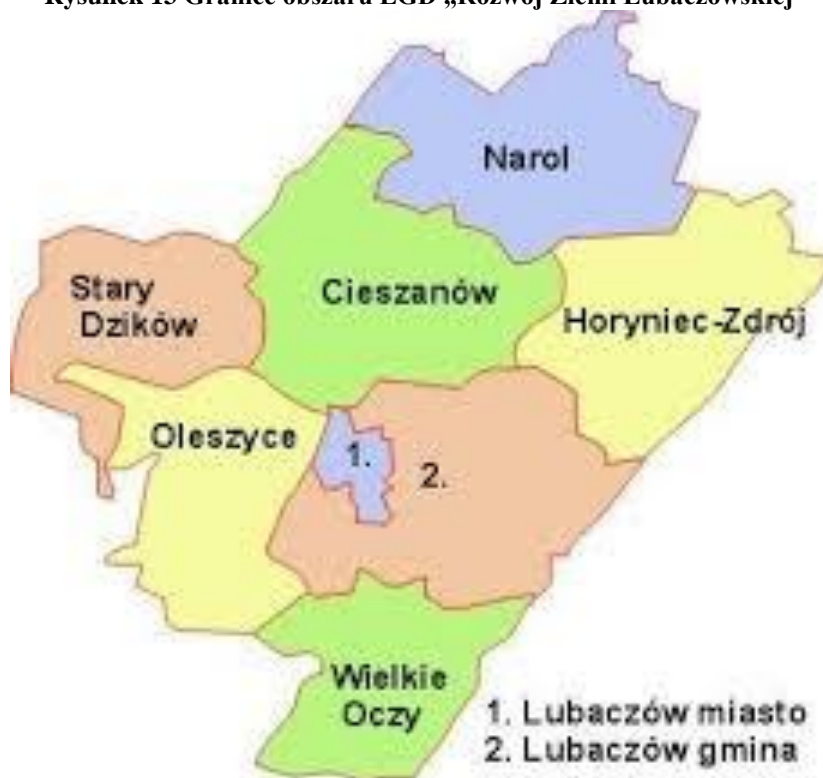 Rysunek 13 Granice obszaru LGD „Rozwój Ziemi Lubaczowskiej"
Narol
Stary
Dzików
Cieszanów
Horyniec-Zdrój
Oleszyce
1.
2.
Wielkie
Oczy
1. Lubaczów miasto
2. Lubaczów gmina